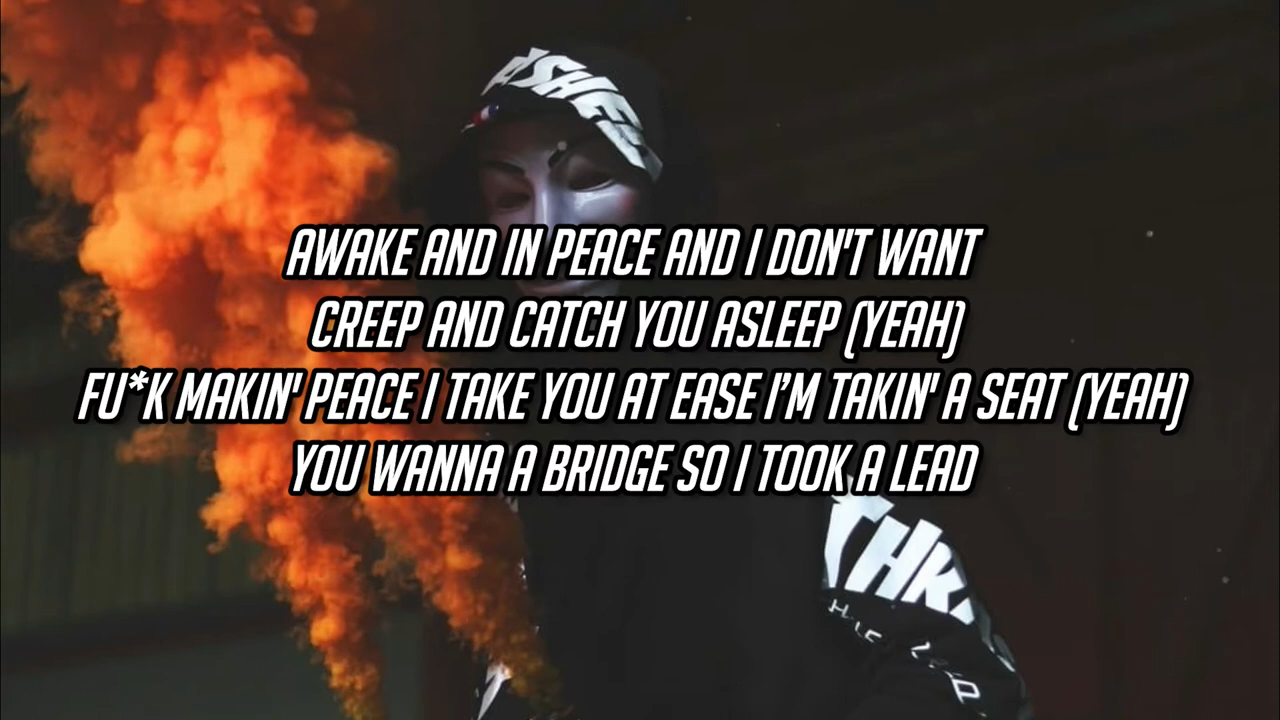 AWAKE AND IN PEACE AND I DON'T WANT
CREEP AND CATCH YOU ASLEEP (YEAH)
FU*K MAKIN' PEACE I TAKE YOU AT EASE I’M TAKIN' A SEAT (YEAH)
YOU WANNA A BRIDGE SO I TOOK A LEAD